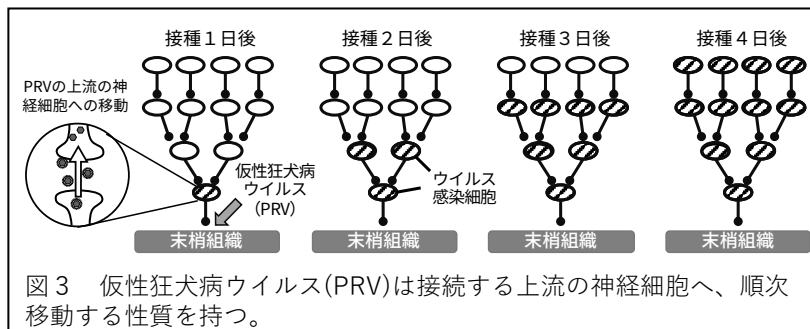 接種１日後
接種２日後
接種３日後
接種４日後
PRVの上流の神
経細胞への移動
仮性狂犬病
ウイルス
（PRV）
ウイルス
感染細胞
末梢組織
末梢組織
末梢組織
末梢組織
図３　仮性狂犬病ウイルス(PRV)は接続する上流の神経細胞へ、順次
移動する性質を持つ。